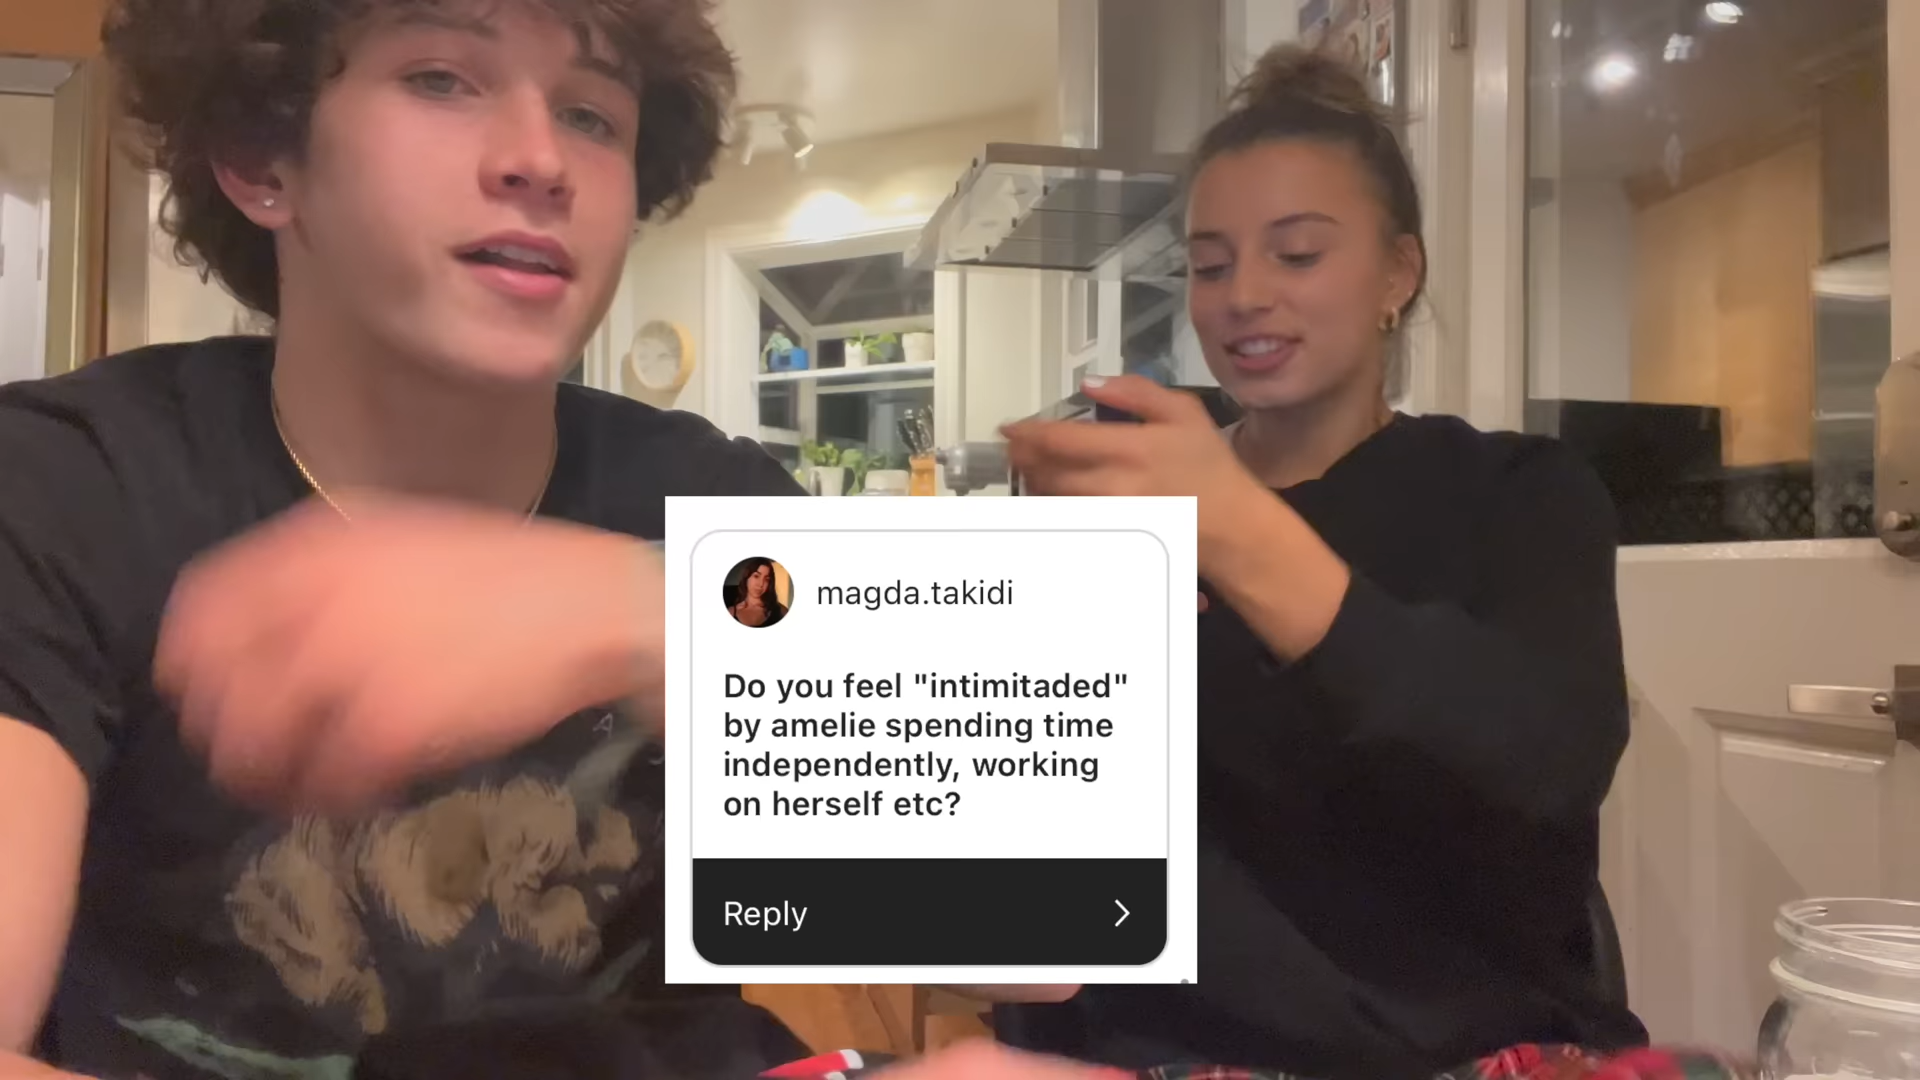 magda.takidi
Do you feel "intimitaded"
by amelie spending time
independently, working
on herself etc?
Reply